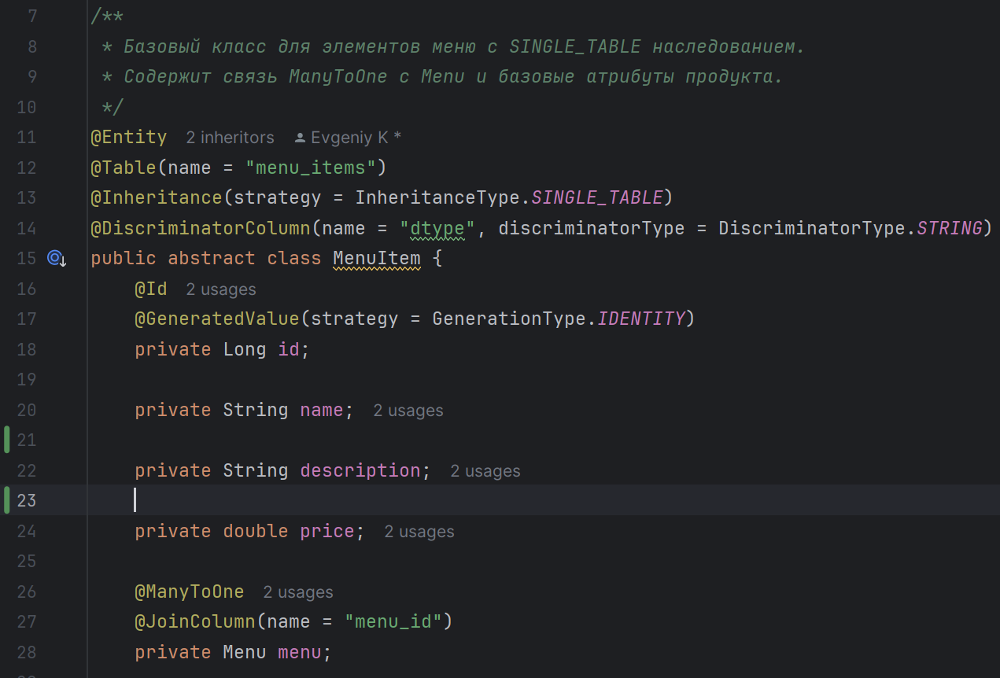 7 /**
8  * Базовый класс для элементов меню с SINGLE_TABLE наследованием.
9  * Содержит связь ManyToOne с Menu и базовые атрибуты продукта.
10  */
11 @Entity 2 inheritors Evgeniy K *
12 @Table(name = "menu_items")
13 @Inheritance(strategy = InheritanceType.SINGLE_TABLE)
14 @DiscriminatorColumn(name = "dtype", discriminatorType = DiscriminatorType.STRING)
15 public abstract class MenuItem {
16     @Id 2 usages
17     @GeneratedValue(strategy = GenerationType.IDENTITY)
18     private Long id;
19
20     private String name; 2 usages
21
22     private String description; 2 usages
23
24     private double price; 2 usages
25
26     @ManyToOne 2 usages
27     @JoinColumn(name = "menu_id")
28     private Menu menu;